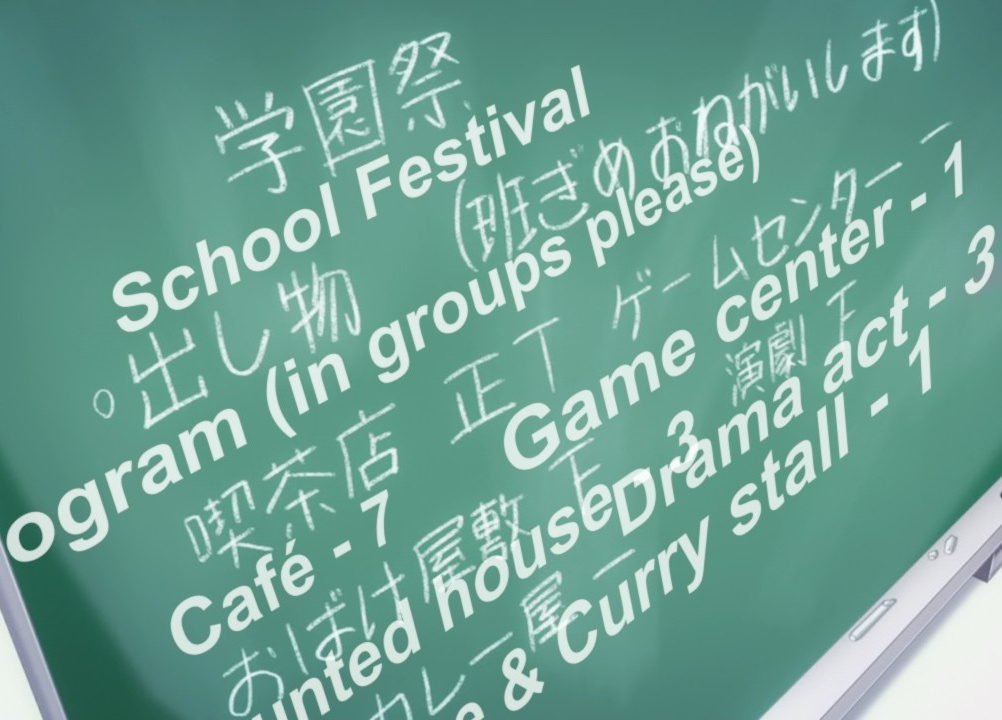 学園祭
School Festival
(班ぎめおねがいします)
○出し物
ogram (in groups please)
ゲームセンター 一
Game center - 1
喫茶店 正丅
Café - 7
演劇 下
Drama act - 3
おばけ屋敷 下
unted house - 3
カレー屋 一
e & Curry stall - 1